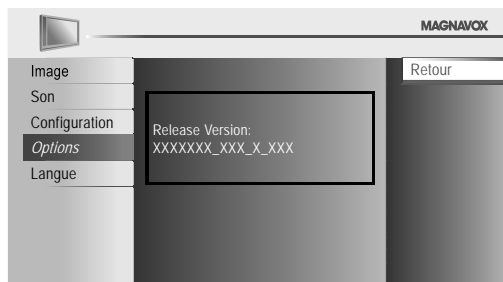 MAGNAVOX
Image
Son
Configuration
Options
Langue
Release Version:
XXXXXXX_XXX_X_XXX
Retour